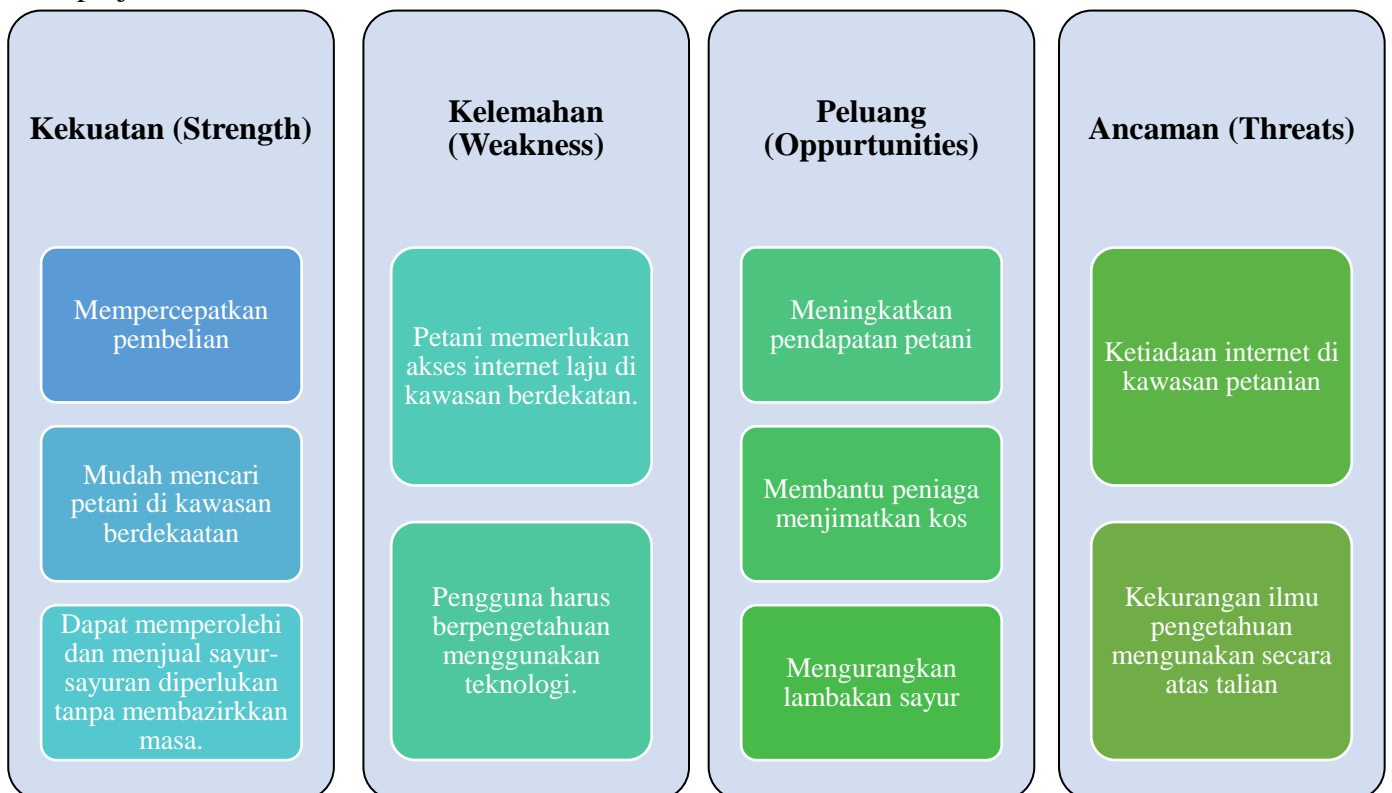 Kekuatan (Strength)
Mempercepatkan
pembelian
Mudah mencari
petani di kawasan
berdekaatan
Dapat memperolehi
dan menjual sayur-
sayuran diperlukan
tanpa membazirkkan
masa.
Kelemahan
(Weakness)
Petani memerlukan
akses internet laju di
kawasan berdekatan.
Pengguna harus
berpengetahuan
menggunakan
teknologi.
Peluang
(Oppurtunities)
Meningkatkan
pendapatan petani
Membantu peniaga
menjimatkan kos
Mengurangkan
lambakan sayur
Ancaman (Threats)
Ketiadaan internet di
kawasan petanian
Kekurangan ilmu
pengetahuan
mengunakan secara
atas talian